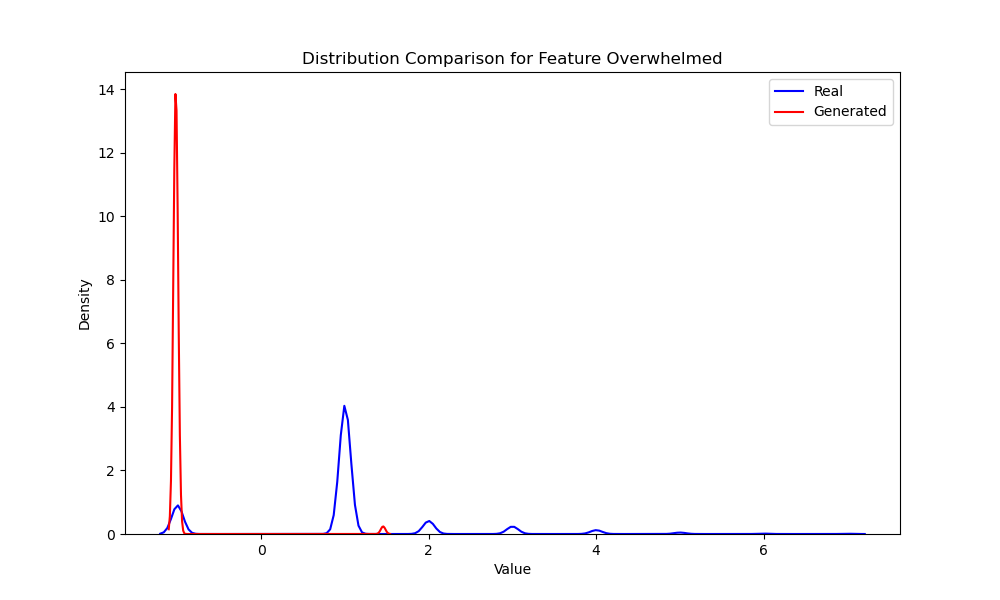 Distribution Comparison for Feature Overwhelmed
Real
Generated
14
12
10
8
6
4
2
0
Density
0
2
4
6
Value